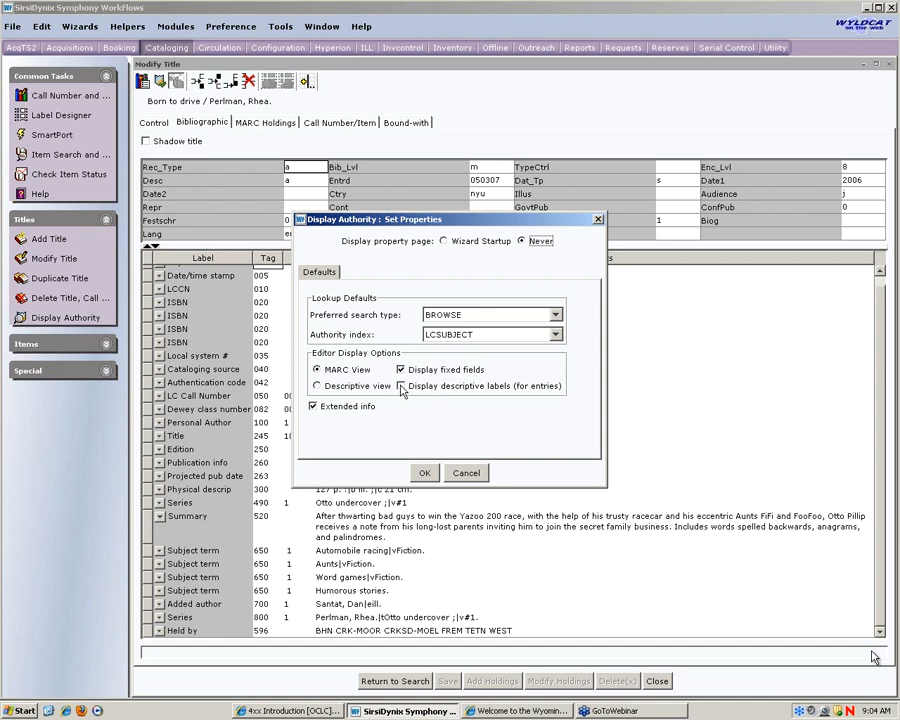 SirsiDynix Symphony WorkFlows
File Edit Wizards Helpers Modules Preference Tools Window Help
WYLDCAT
on the web
AcqTS2 Acquisitions Booking Cataloging Circulation Configuration Hyperion ILL Invcontrol Inventory Offline Outreach Reports Requests Reserves Serial Control Utility
Common Tasks
Call Number and ...
Label Designer
SmartPort
Item Search and ...
Check Item Status
Help
Titles
Add Title
Modify Title
Duplicate Title
Delete Title, Call ...
Display Authority
Items
Special
Modify Title
Born to drive / Perlman, Rhea.
Control Bibliographic MARC Holdings Call Number/Item Bound-with
Shadow title
Rec_Type a Bib_Lvl m TypeCtrl Enc_Lvl 8
Desc a Entrd 050307 Dat_Tp s Date1 2006
Date2 Ctry nyu Illus Audience j
Repr Cont GovtPub ConfPub 0
Festschr 0 1 Biog
Lang
Display Authority : Set Properties
Display property page: Wizard Startup Never
Defaults
Lookup Defaults
Preferred search type: BROWSE
Authority index: LCSUBJECT
Editor Display Options
MARC View Display fixed fields
Descriptive view Display descriptive labels (for entries)
Extended info
OK Cancel
Label Tag
Date/time stamp 005
LCCN 010
ISBN 020
ISBN 020
ISBN 020
ISBN 020
Local system # 035
Cataloging source 040
Authentication code 042
LC Call Number 050
Dewey class number 082
Personal Author 100 1
Title 245
Edition 250
Publication info 260
Projected pub date 263
Physical descrip 300 127 p. :|b ill. ;|c 21 cm.
Series 490 1 Otto undercover ;|v#1
Summary 520 After thwarting bad guys to win the Yazoo 200 race, with the help of his trusty racecar and his eccentric Aunts FiFi and FooFoo, Otto Pillip
receives a note from his long-lost parents inviting him to join the secret family business. Includes words spelled backwards, anagrams,
and palindromes.
Subject term 650 1 Automobile racing|vFiction.
Subject term 650 1 Aunts|vFiction.
Subject term 650 1 Word games|vFiction.
Subject term 650 1 Humorous stories.
Added author 700 1 Santat, Dan|eill.
Series 800 1 Perlman, Rhea.|tOtto undercover ;|v#1.
Held by 596 BHN CRK-MOOR CRKSD-MOEL FREM TETN WEST
Return to Search Save Add Holdings Modify Holdings Delete(x) Close
Start 4xx Introduction [OCLC]... SirsiDynix Symphony ... Welcome to the Wyomin... GoToWebinar 9:04 AM